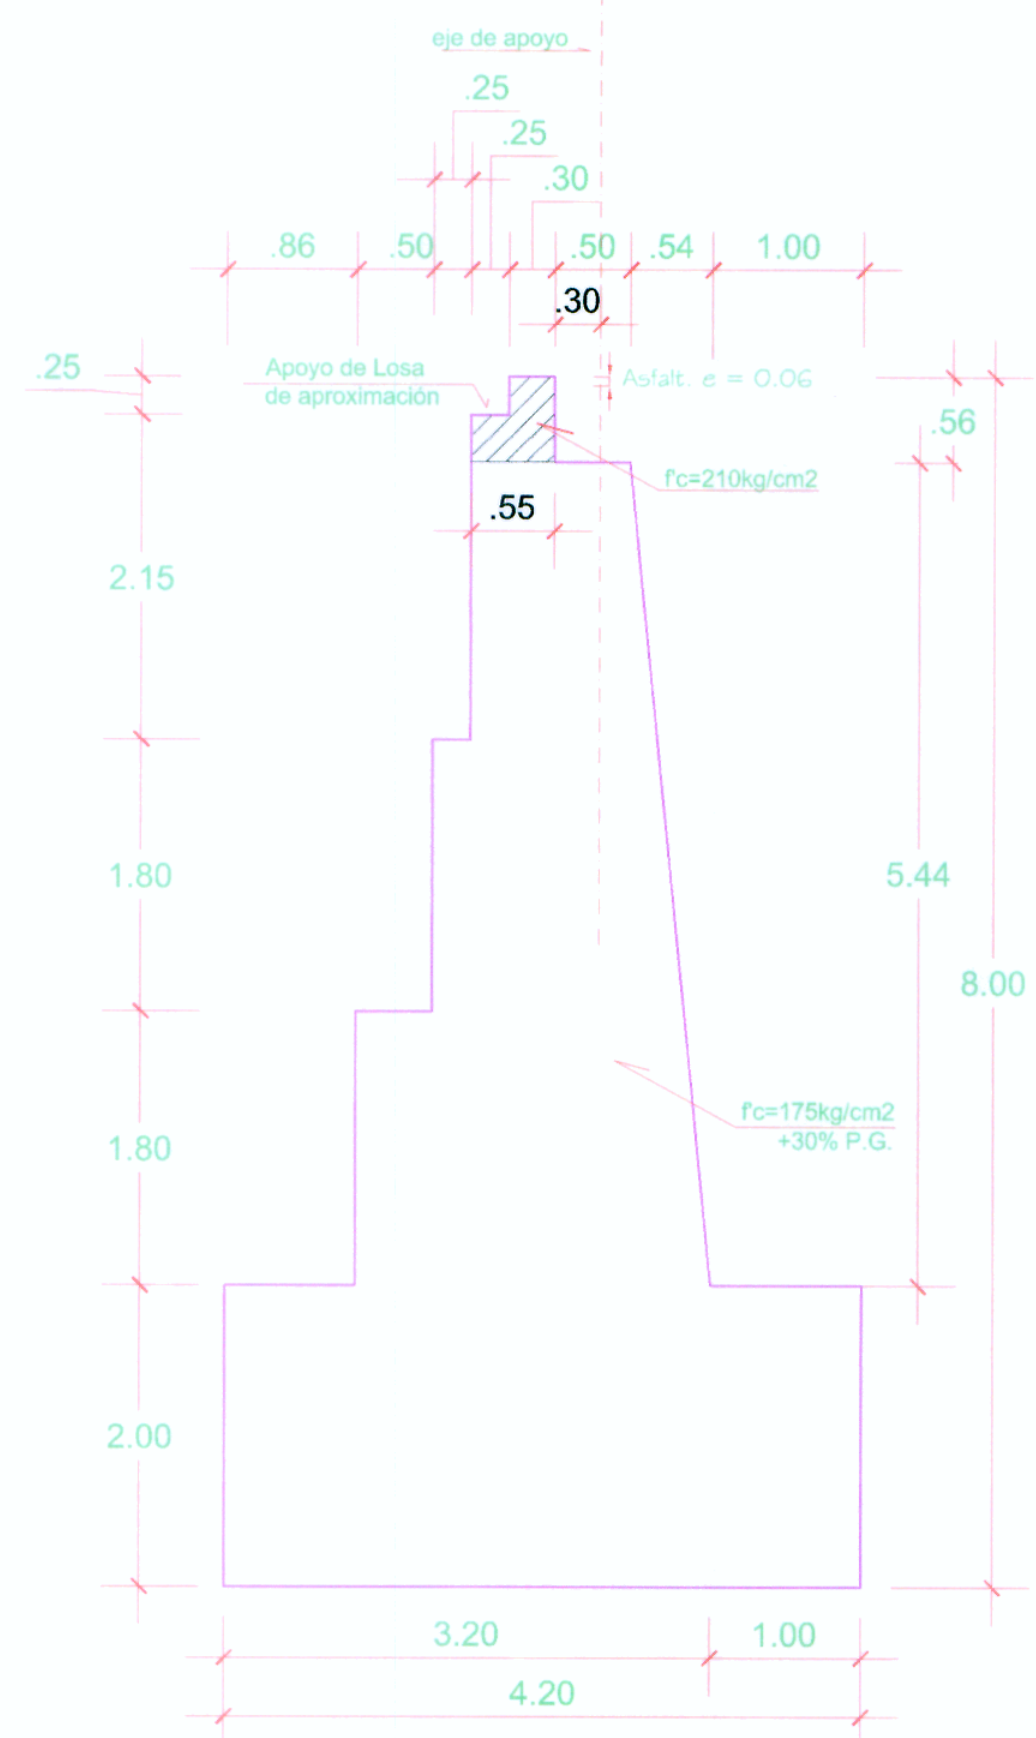 eje de apoyo
.25
.25
.30
.86 .50 .50 .54 1.00
.30
.25
Apoyo de Losa
de aproximación
Asfalt. e = 0.06
.56
f'c=210kg/cm2
.55
2.15
1.80
5.44
8.00
f'c=175kg/cm2
+30% P.G.
1.80
2.00
3.20 1.00
4.20